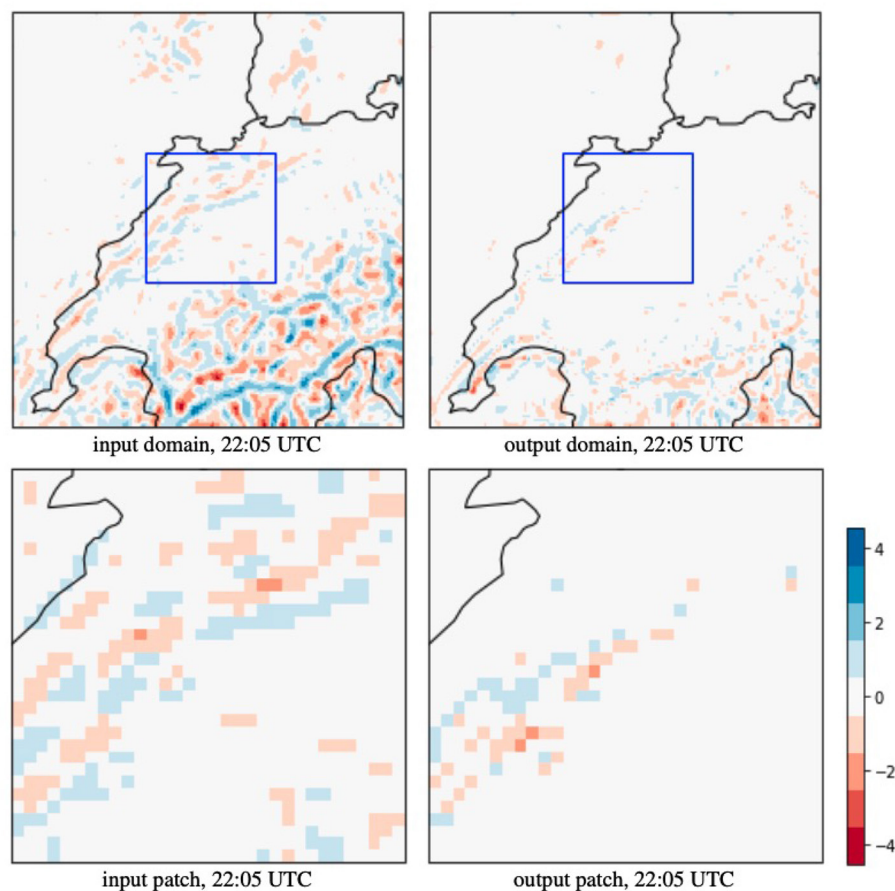 input domain, 22:05 UTC
output domain, 22:05 UTC
4
2
0
−2
−4
input patch, 22:05 UTC
output patch, 22:05 UTC